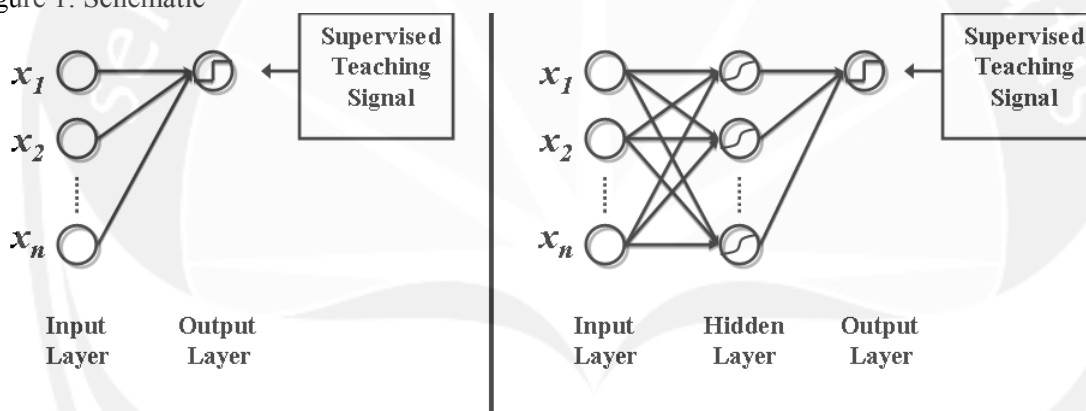 gure 1. Schematic
Supervised
Teaching
Signal
x1
x2
xn
Input
Layer
Output
Layer
Supervised
Teaching
Signal
x1
x2
xn
Input
Layer
Hidden
Layer
Output
Layer